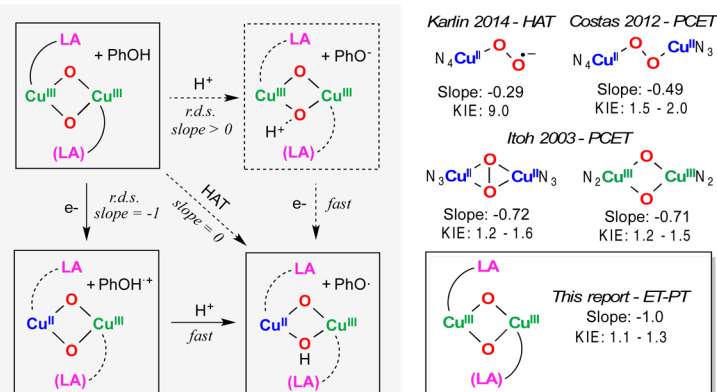 LA
+ PhOH
O
Cu^III Cu^III
O
(LA)
H⁺
r.d.s.
slope > 0
LA
+ PhO⁻
O
Cu^III Cu^III
O
H⁺
(LA)
e- r.d.s.
slope = -1
HAT
slope = 0
e- fast
LA
+ PhOH·⁺
O
Cu^II Cu^III
O
(LA)
H⁺
fast
LA
+ PhO·
O
Cu^II Cu^III
O
H
(LA)
Karlin 2014 - HAT
N₄Cu^II O
O·−
Slope: -0.29
KIE: 9.0
Costas 2012 - PCET
O Cu^II N₃
N₄Cu^II O
Slope: -0.49
KIE: 1.5 - 2.0
Itoh 2003 - PCET
O
N₃Cu^II Cu^II N₃
O
Slope: -0.72
KIE: 1.2 - 1.6
O
N₂Cu^III Cu^III N₂
O
Slope: -0.71
KIE: 1.2 - 1.5
LA
O
Cu^III Cu^III
O
(LA)
This report - ET-PT
Slope: -1.0
KIE: 1.1 - 1.3